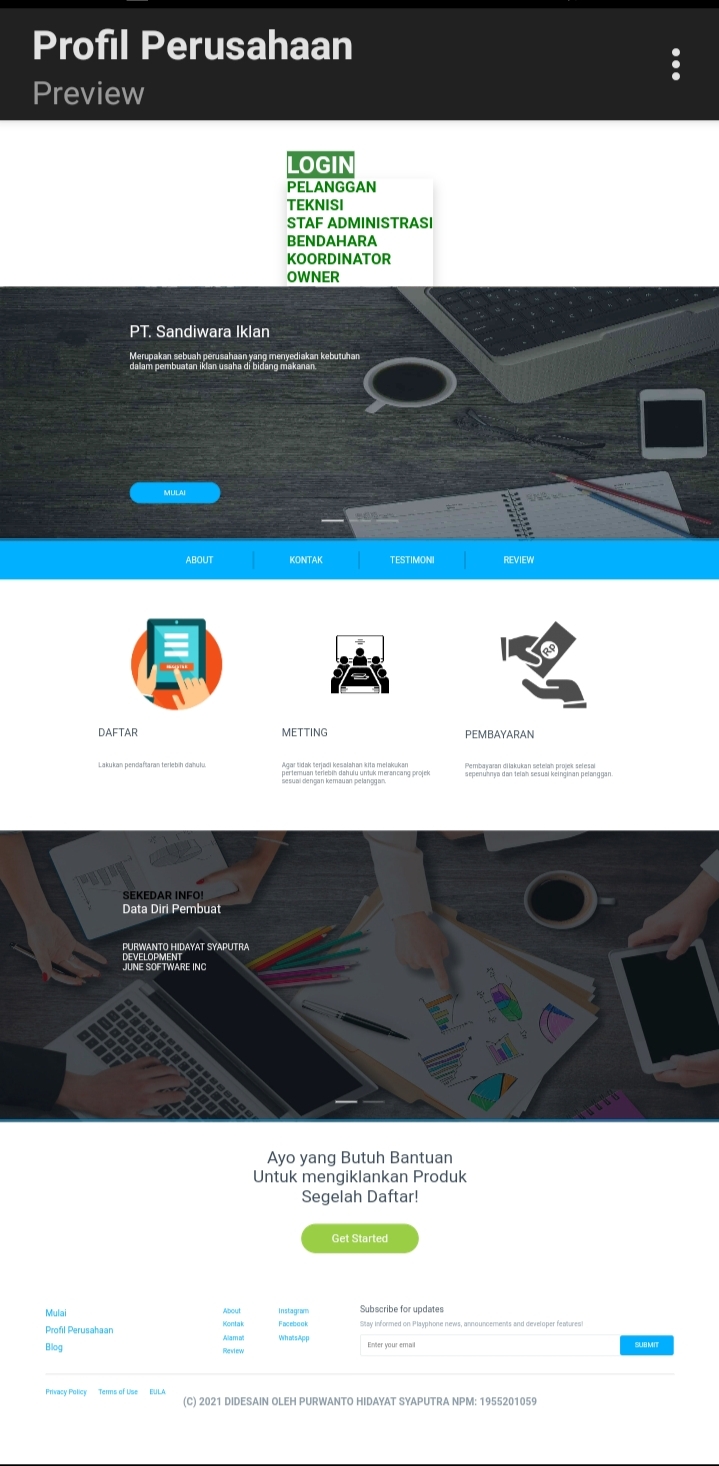 Profil Perusahaan
Preview
LOGIN
PELANGGAN
TEKNISI
STAF ADMINISTRASI
BENDAHARA
KOORDINATOR
OWNER
PT. Sandiwara Iklan
Merupakan sebuah perusahaan yang menyediakan kebutuhan
dalam pembuatan iklan usaha di bidang makanan.
MULAI
ABOUT KONTAK TESTIMONI REVIEW
REGISTER
Rp
DAFTAR
Lakukan pendaftaran terlebih dahulu.
METTING
Agar tidak terjadi kesalahan kita melakukan
pertemuan terlebih dahulu untuk merancang projek
sesuai dengan kemauan pelanggan.
PEMBAYARAN
Pembayaran dilakukan setelah projek selesai
sepenuhnya dan telah sesuai keinginan pelanggan.
SEKEDAR INFO!
Data Diri Pembuat
PURWANTO HIDAYAT SYAPUTRA
DEVELOPMENT
JUNE SOFTWARE INC
Ayo yang Butuh Bantuan
Untuk mengiklankan Produk
Segelah Daftar!
Get Started
Mulai
Profil Perusahaan
Blog
About
Kontak
Alamat
Review
Instagram
Facebook
WhatsApp
Subscribe for updates
Stay informed on Playphone news, announcements and developer features!
Enter your email
SUBMIT
Privacy Policy Terms of Use EULA
(C) 2021 DIDESAIN OLEH PURWANTO HIDAYAT SYAPUTRA NPM: 1955201059